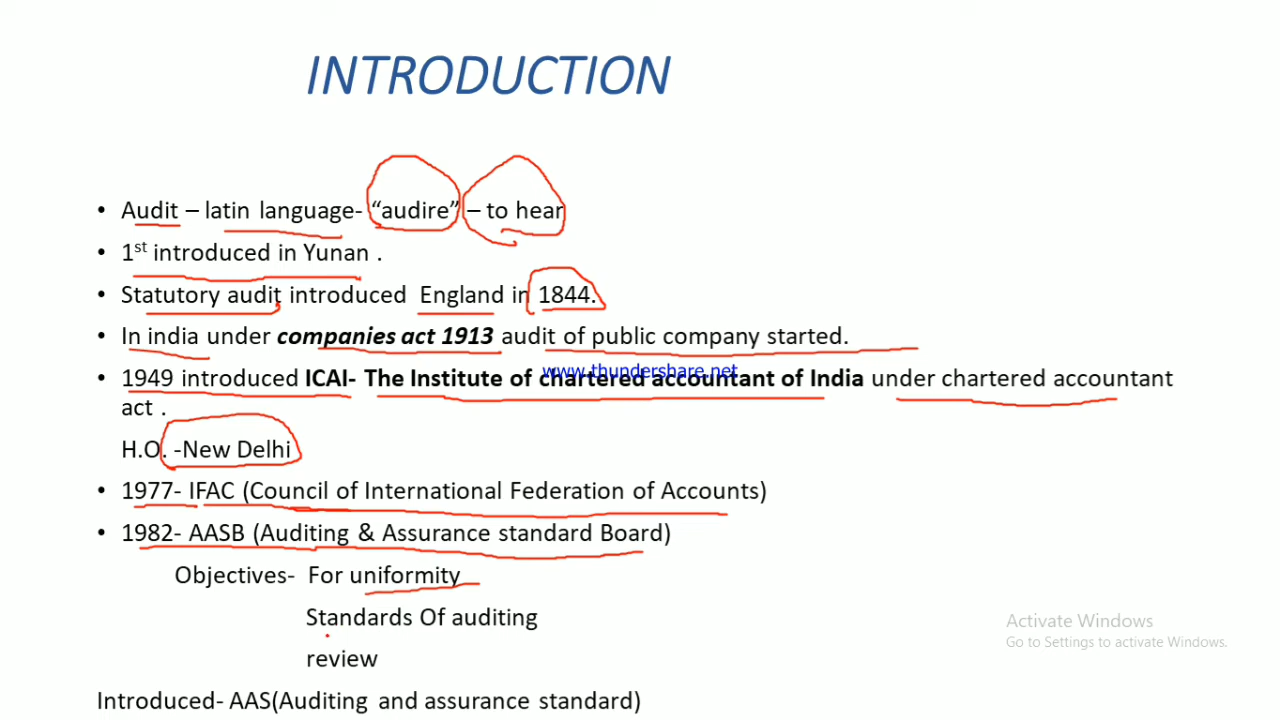 INTRODUCTION
• Audit – latin language- “audire” – to hear
• 1st introduced in Yunan .
• Statutory audit introduced England in 1844.
• In india under companies act 1913 audit of public company started.
www.thundershare.net
• 1949 introduced ICAI- The Institute of chartered accountant of India under chartered accountant
act .
H.O. -New Delhi
• 1977- IFAC (Council of International Federation of Accounts)
• 1982- AASB (Auditing & Assurance standard Board)
Objectives- For uniformity
Standards Of auditing
review
Introduced- AAS(Auditing and assurance standard)
Activate Windows
Go to Settings to activate Windows.